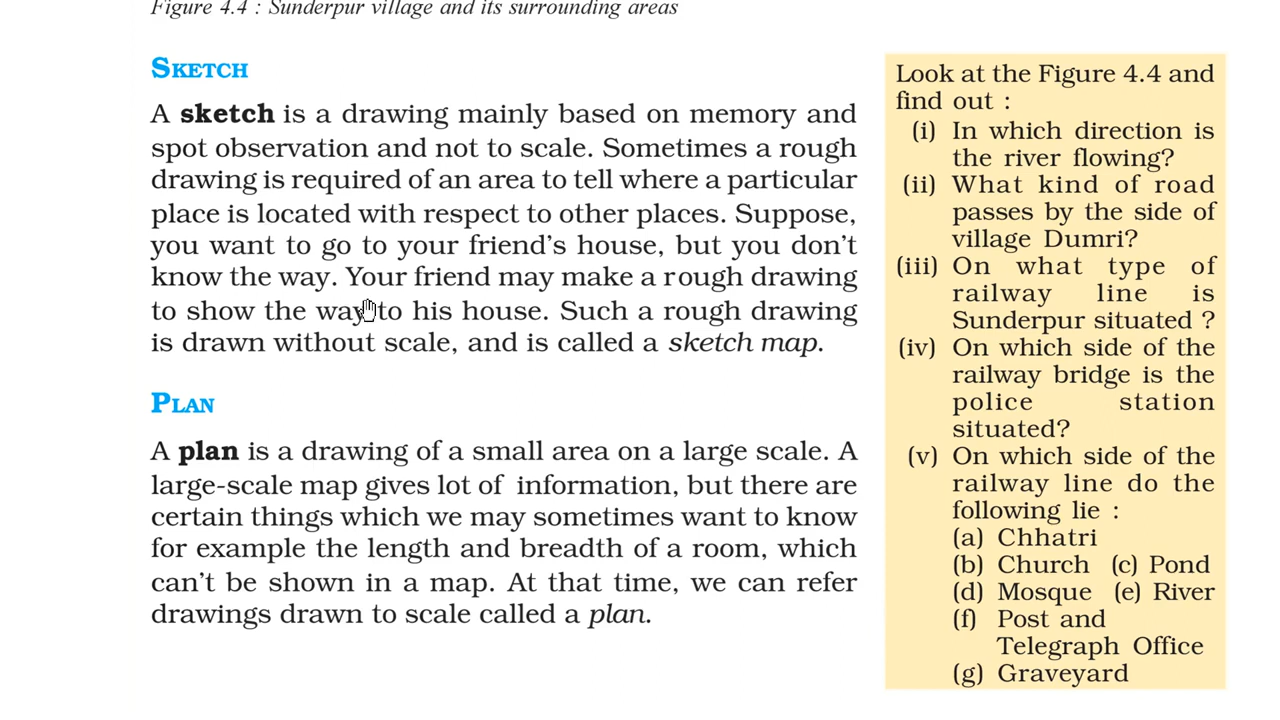 Figure 4.4 : Sunderpur village and its surrounding areas
SKETCH
A sketch is a drawing mainly based on memory and
spot observation and not to scale. Sometimes a rough
drawing is required of an area to tell where a particular
place is located with respect to other places. Suppose,
you want to go to your friend's house, but you don't
know the way. Your friend may make a rough drawing
to show the way to his house. Such a rough drawing
is drawn without scale, and is called a sketch map.
PLAN
A plan is a drawing of a small area on a large scale. A
large-scale map gives lot of information, but there are
certain things which we may sometimes want to know
for example the length and breadth of a room, which
can't be shown in a map. At that time, we can refer
drawings drawn to scale called a plan.
Look at the Figure 4.4 and
find out :
(i) In which direction is
the river flowing?
(ii) What kind of road
passes by the side of
village Dumri?
(iii) On what type of
railway line is
Sunderpur situated ?
(iv) On which side of the
railway bridge is the
police station
situated?
(v) On which side of the
railway line do the
following lie :
(a) Chhatri
(b) Church (c) Pond
(d) Mosque (e) River
(f) Post and
Telegraph Office
(g) Graveyard